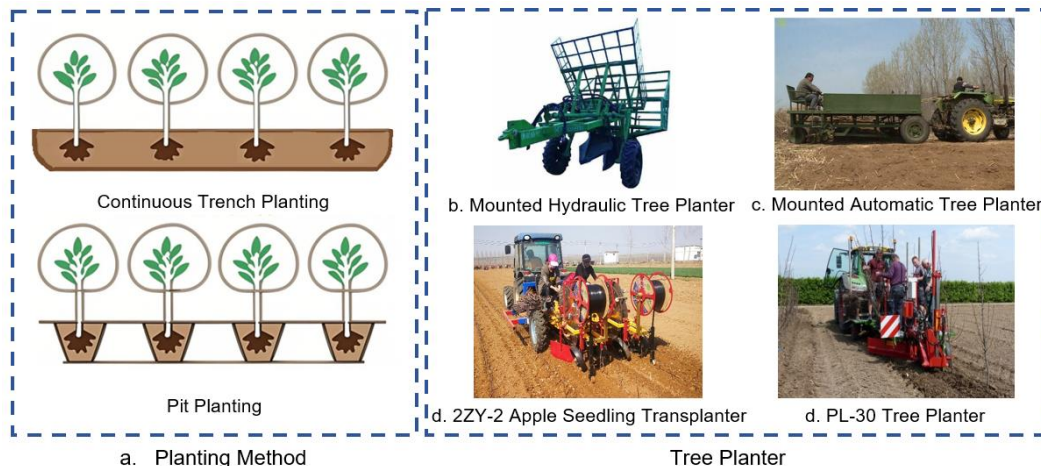 Continuous Trench Planting
Pit Planting
a. Planting Method
b. Mounted Hydraulic Tree Planter
c. Mounted Automatic Tree Planter
d. 2ZY-2 Apple Seedling Transplanter
d. PL-30 Tree Planter
Tree Planter